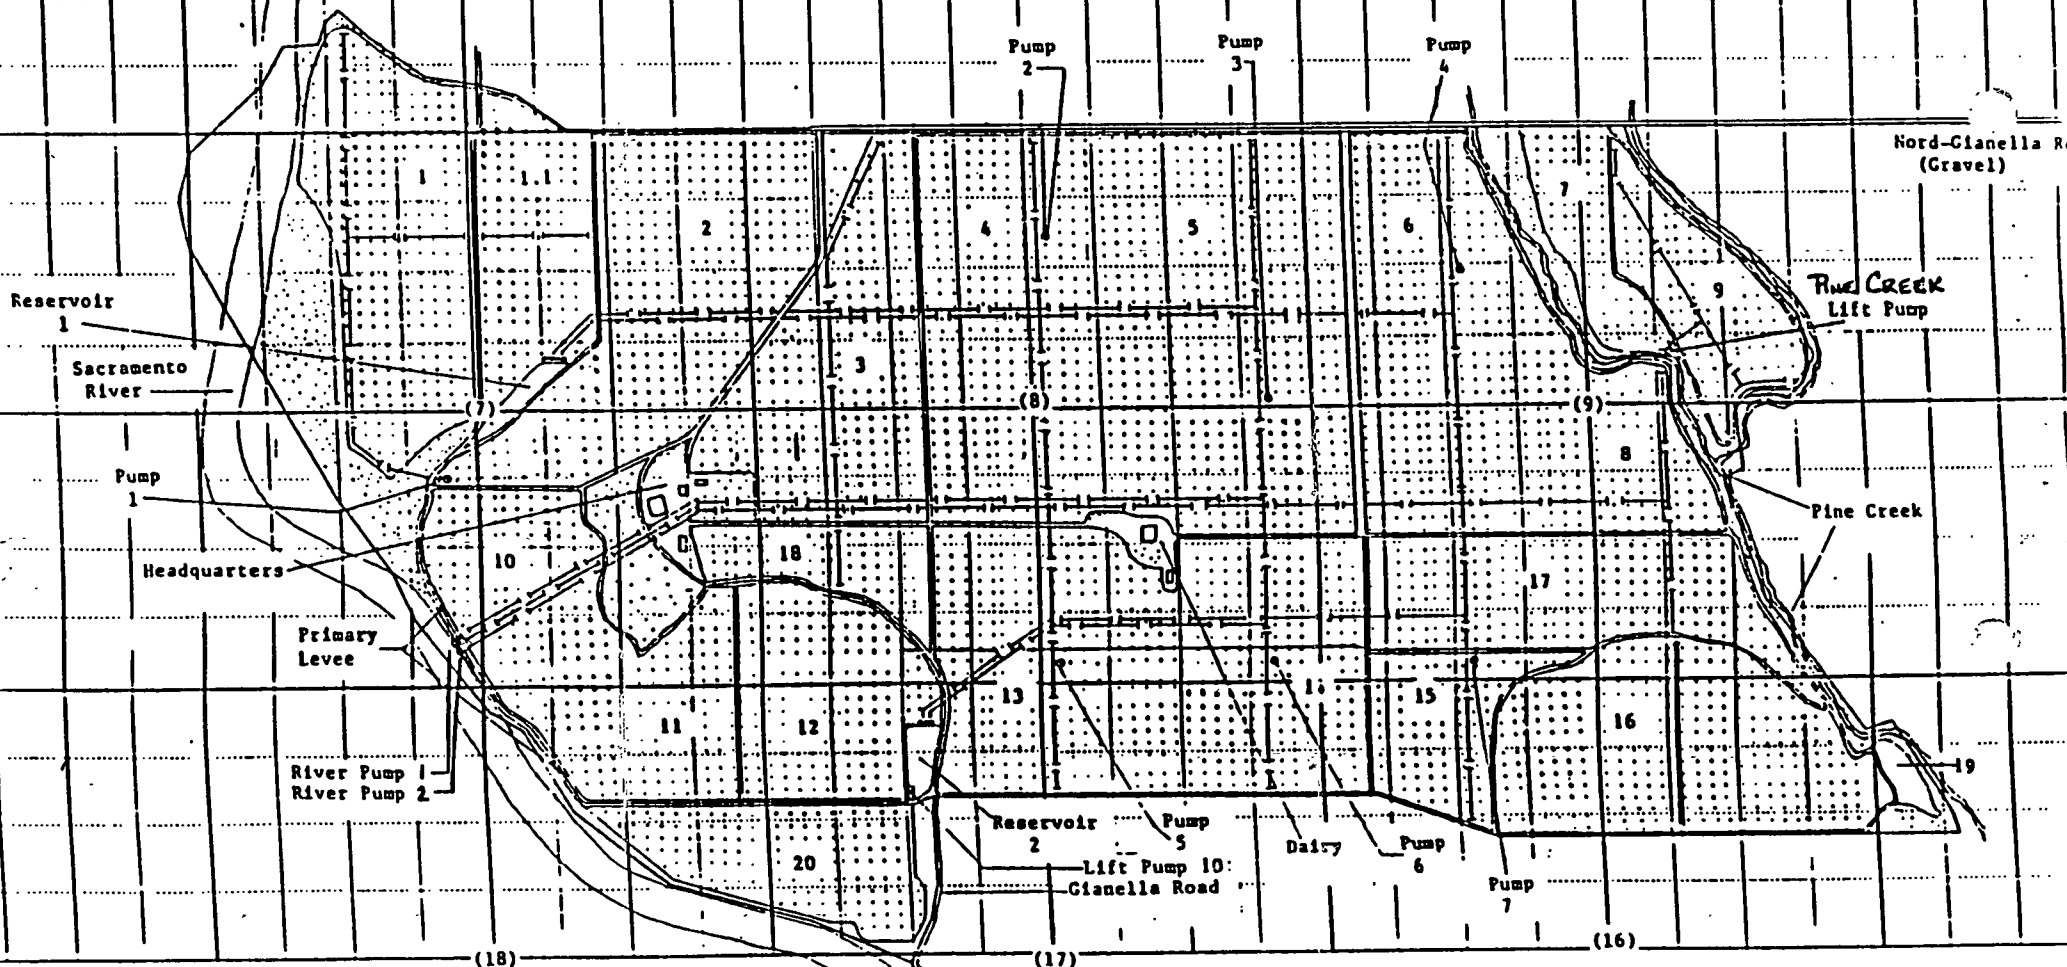 Pump
2
Pump
3
Pump
4
Nord-Gianella R
(Gravel)
1
1.1
2
4
5
6
7
9
PINE CREEK
Lift Pump
Reservoir
1
Sacramento
River
3
(7)
(8)
(9)
8
Pump
1
Pine Creek
Headquarters
10
18
17
Primary
Levee
11
12
13
15
16
River Pump 1
River Pump 2
19
Reservoir
2
Pump
5
Dairy
Pump
6
Lift Pump 10
Gianella Road
20
Pump
7
(18)
(17)
(16)